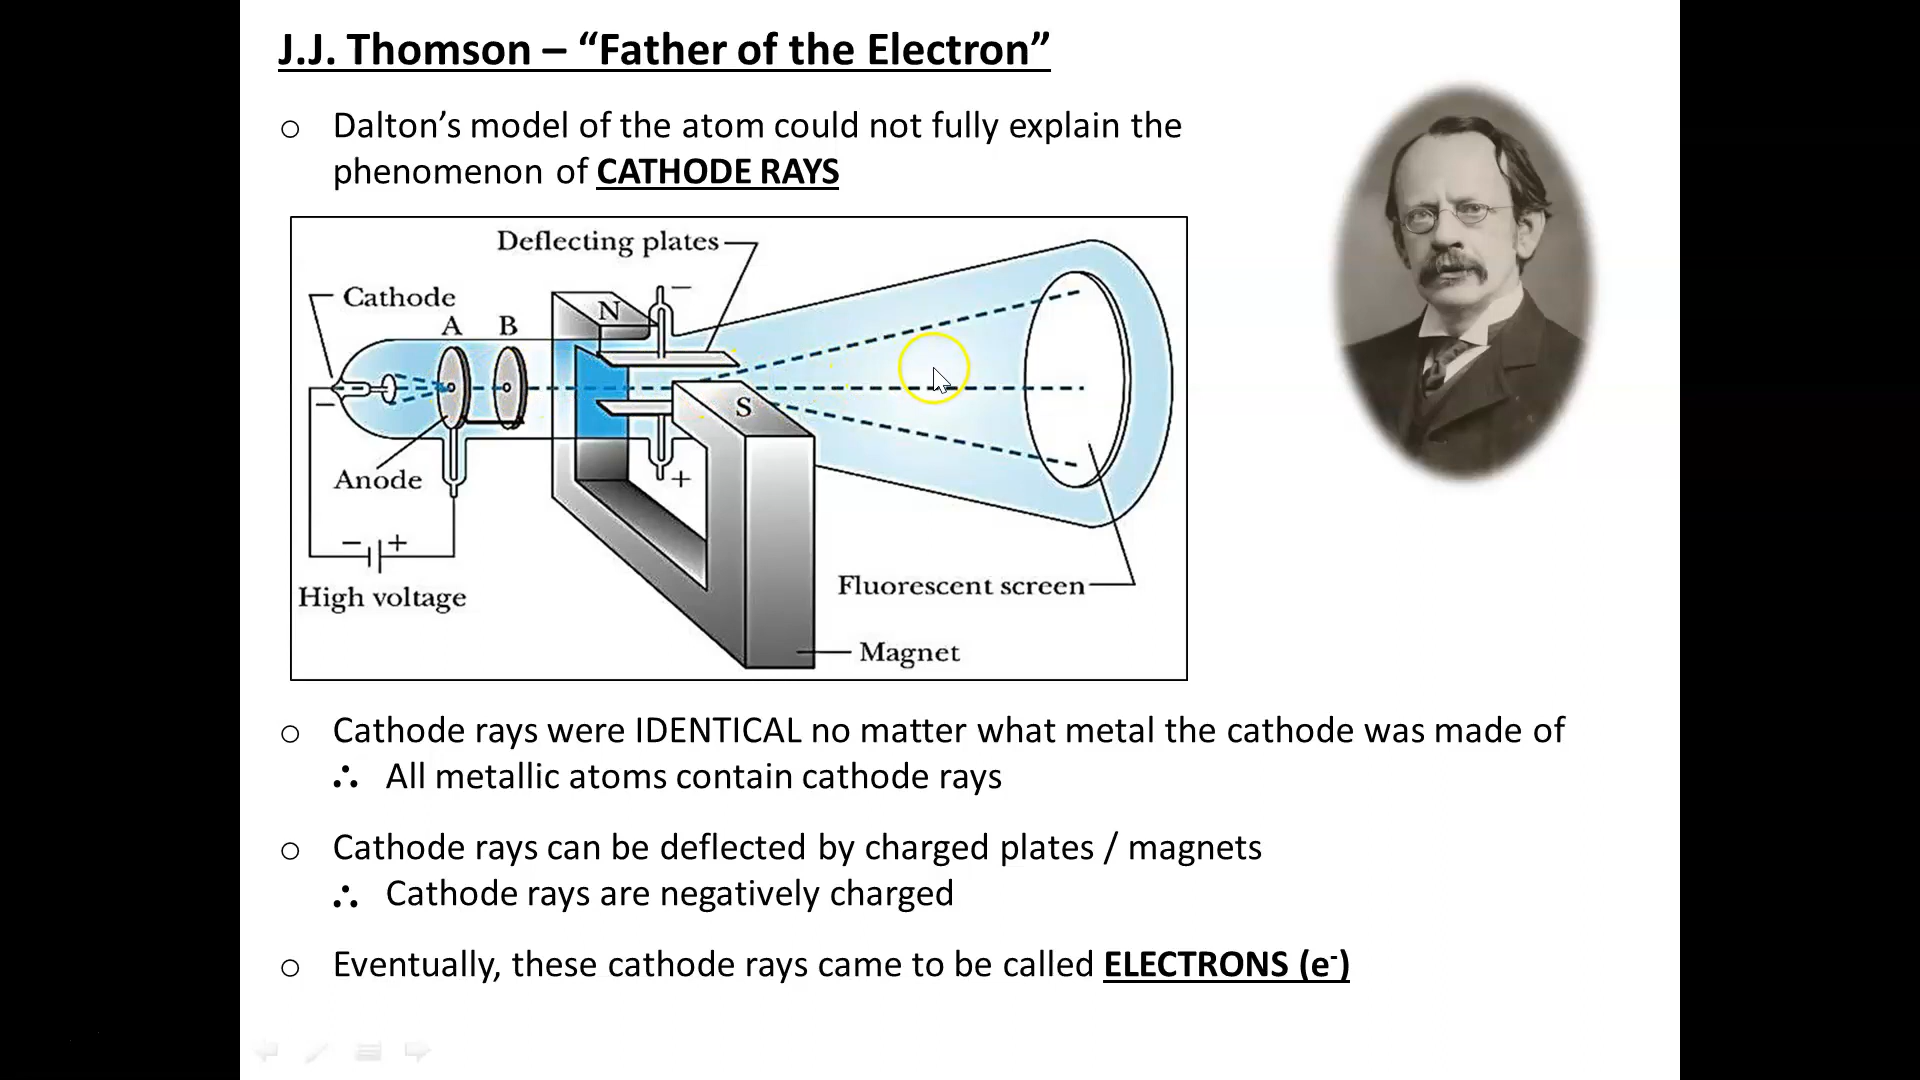 J.J. Thomson – “Father of the Electron”
o Dalton’s model of the atom could not fully explain the
phenomenon of CATHODE RAYS
Deflecting plates
Cathode
A B
N
−
S
−
Anode
+
− +
High voltage
Fluorescent screen
Magnet
o Cathode rays were IDENTICAL no matter what metal the cathode was made of
∴ All metallic atoms contain cathode rays
o Cathode rays can be deflected by charged plates / magnets
∴ Cathode rays are negatively charged
o Eventually, these cathode rays came to be called ELECTRONS (e⁻)